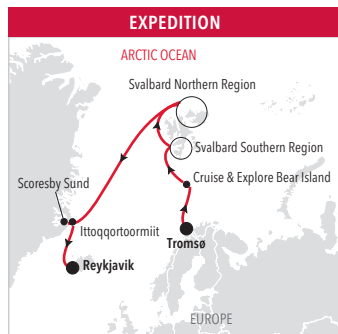 EXPEDITION
ARCTIC OCEAN
Svalbard Northern Region
Svalbard Southern Region
Cruise & Explore Bear Island
Scoresby Sund
Ittoqqortoormiit
Tromsø
Reykjavik
EUROPE